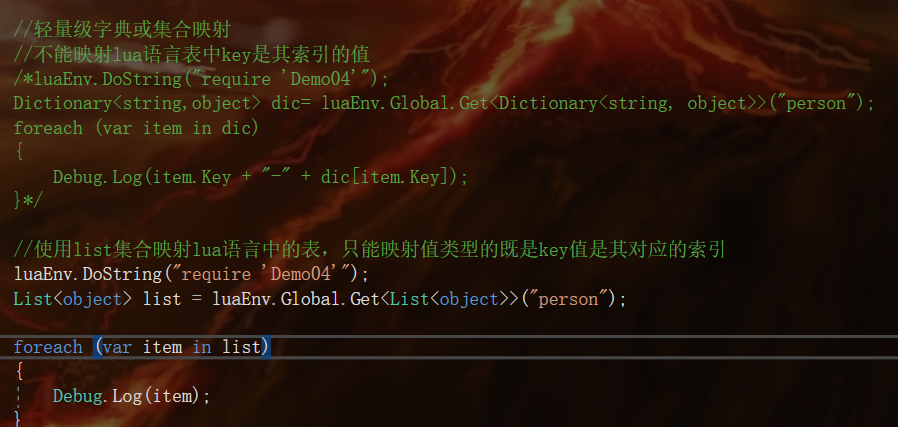 //轻量级字典或集合映射
//不能映射lua语言表中key是其索引的值
/*luaEnv.DoString("require 'Demo04'");
Dictionary<string,object> dic= luaEnv.Global.Get<Dictionary<string, object>>("person");
foreach (var item in dic)
{
    Debug.Log(item.Key + "-" + dic[item.Key]);
}*/
//使用list集合映射lua语言中的表，只能映射值类型的既是key值是其对应的索引
luaEnv.DoString("require 'Demo04'");
List<object> list = luaEnv.Global.Get<List<object>>("person");
foreach (var item in list)
{
    Debug.Log(item);
}